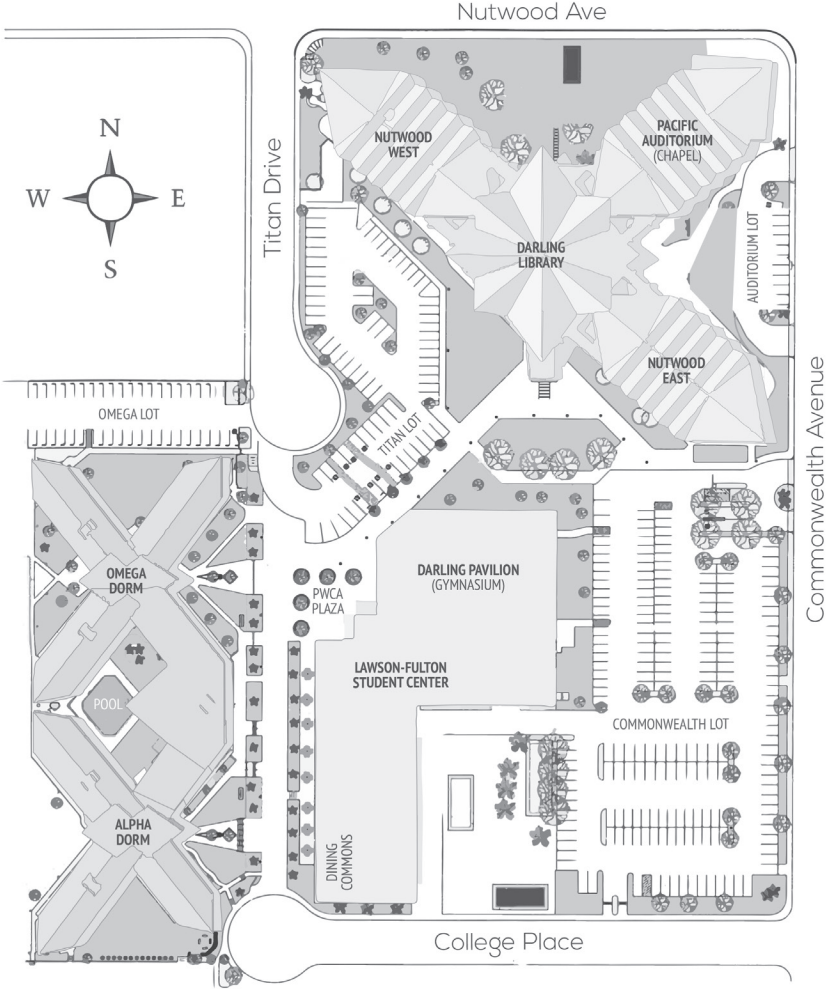 Nutwood Ave
N
W
E
S
Titan Drive
NUTWOOD
WEST
PACIFIC
AUDITORIUM
(CHAPEL)
DARLING
LIBRARY
AUDITORIUM LOT
NUTWOOD
EAST
OMEGA LOT
TITAN LOT
Commonwealth Avenue
OMEGA
DORM
DARLING PAVILION
(GYMNASIUM)
PWCA
PLAZA
LAWSON-FULTON
STUDENT CENTER
POOL
COMMONWEALTH LOT
ALPHA
DORM
DINING
COMMONS
College Place